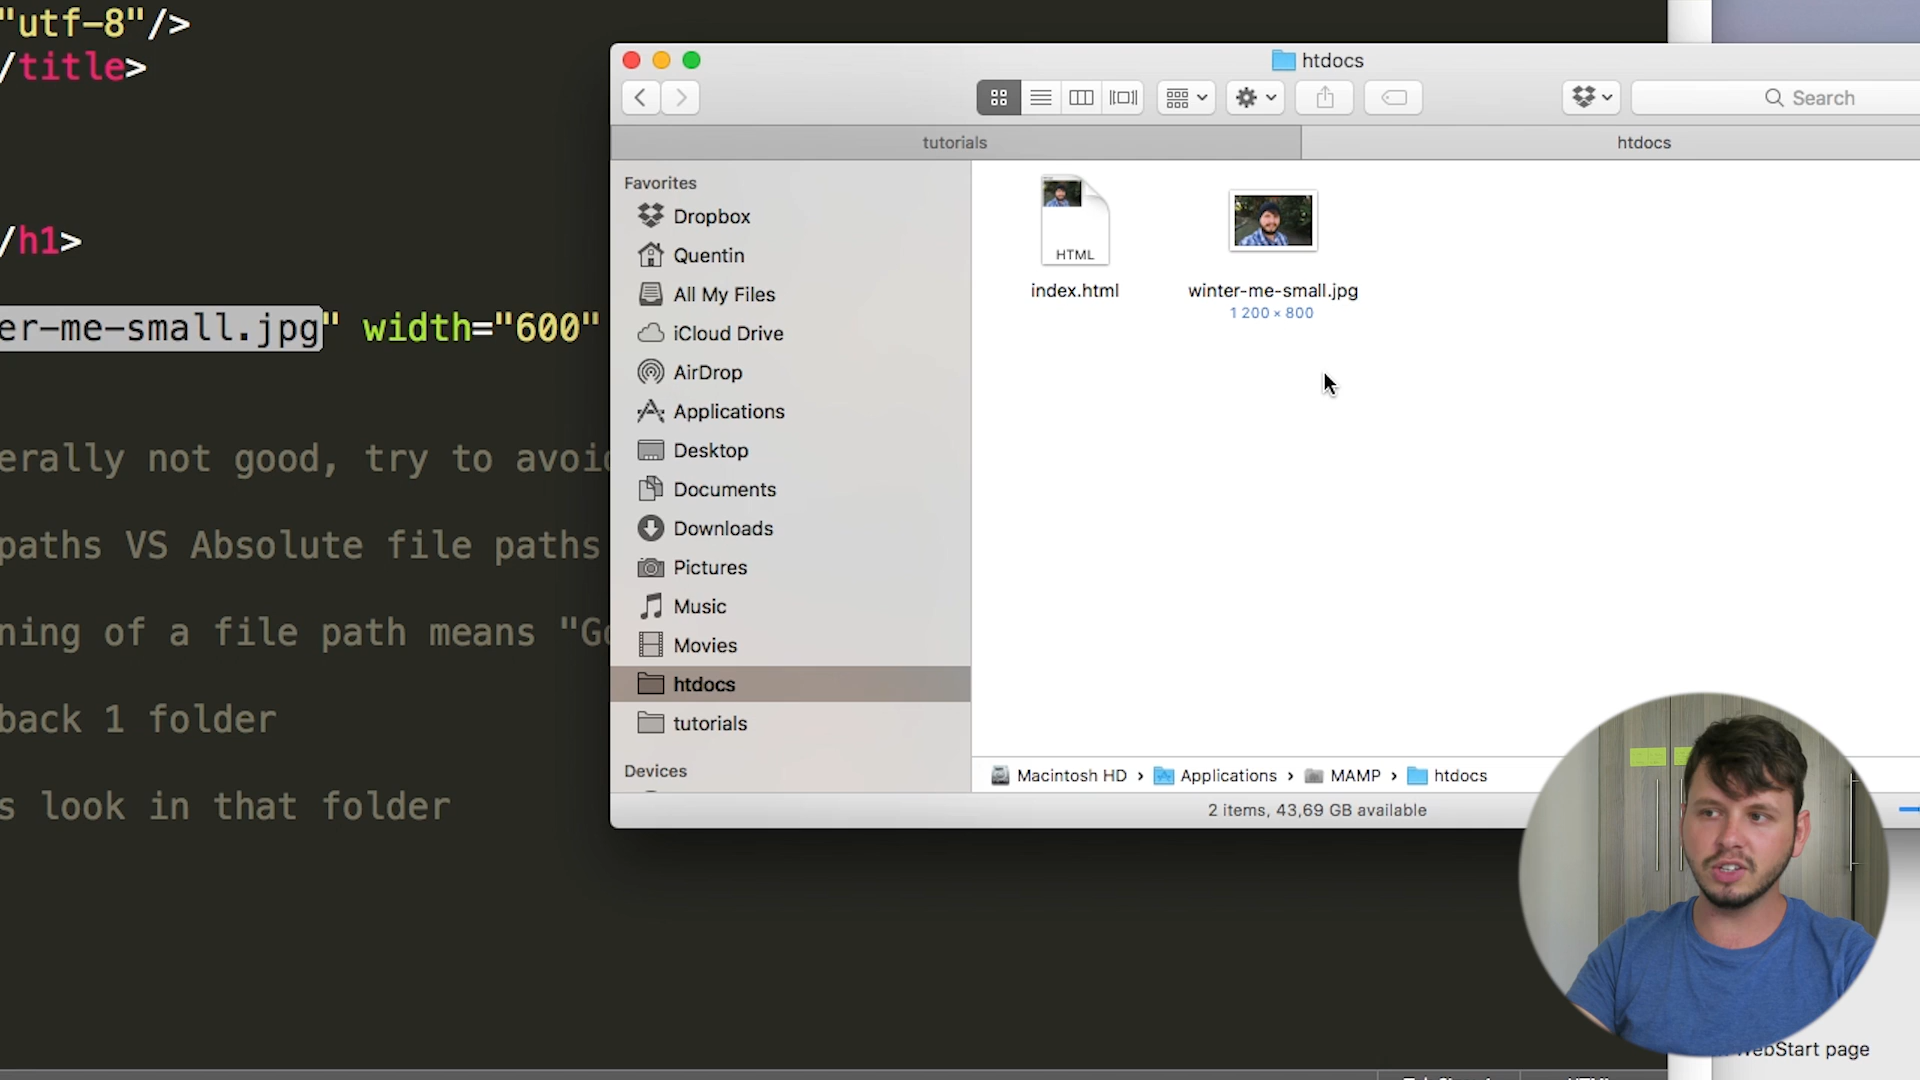 "utf-8"/>
/title>
/h1>
er-me-small.jpg" width="600"
erally not good, try to avoid
paths VS Absolute file paths
ning of a file path means "Go
back 1 folder
s look in that folder
htdocs
Search
tutorials
htdocs
Favorites
Dropbox
Quentin
All My Files
iCloud Drive
AirDrop
Applications
Desktop
Documents
Downloads
Pictures
Music
Movies
htdocs
tutorials
Devices
HTML
index.html
winter-me-small.jpg
1 200 × 800
Macintosh HD › Applications › MAMP › htdocs
2 items, 43,69 GB available
WebStart page